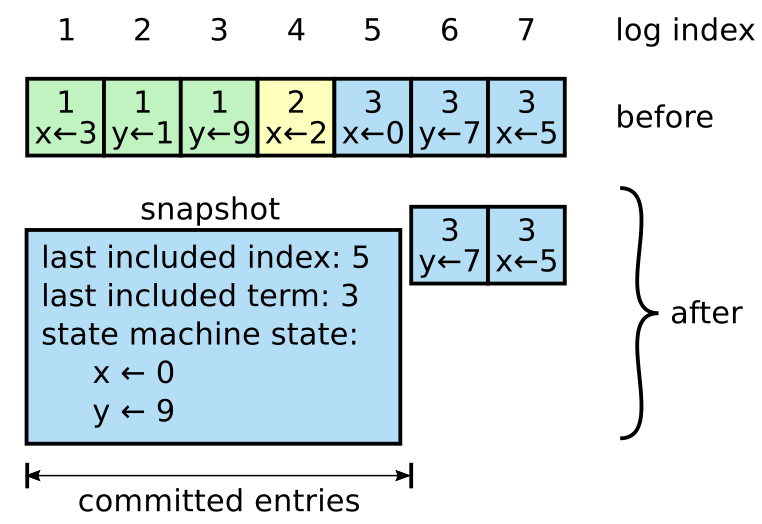 1 2 3 4 5 6 7 log index
1 1 1 2 3 3 3
x←3 y←1 y←9 x←2 x←0 y←7 x←5
before
snapshot
3 3
y←7 x←5
last included index: 5
last included term: 3
state machine state:
x ← 0
y ← 9
after
committed entries